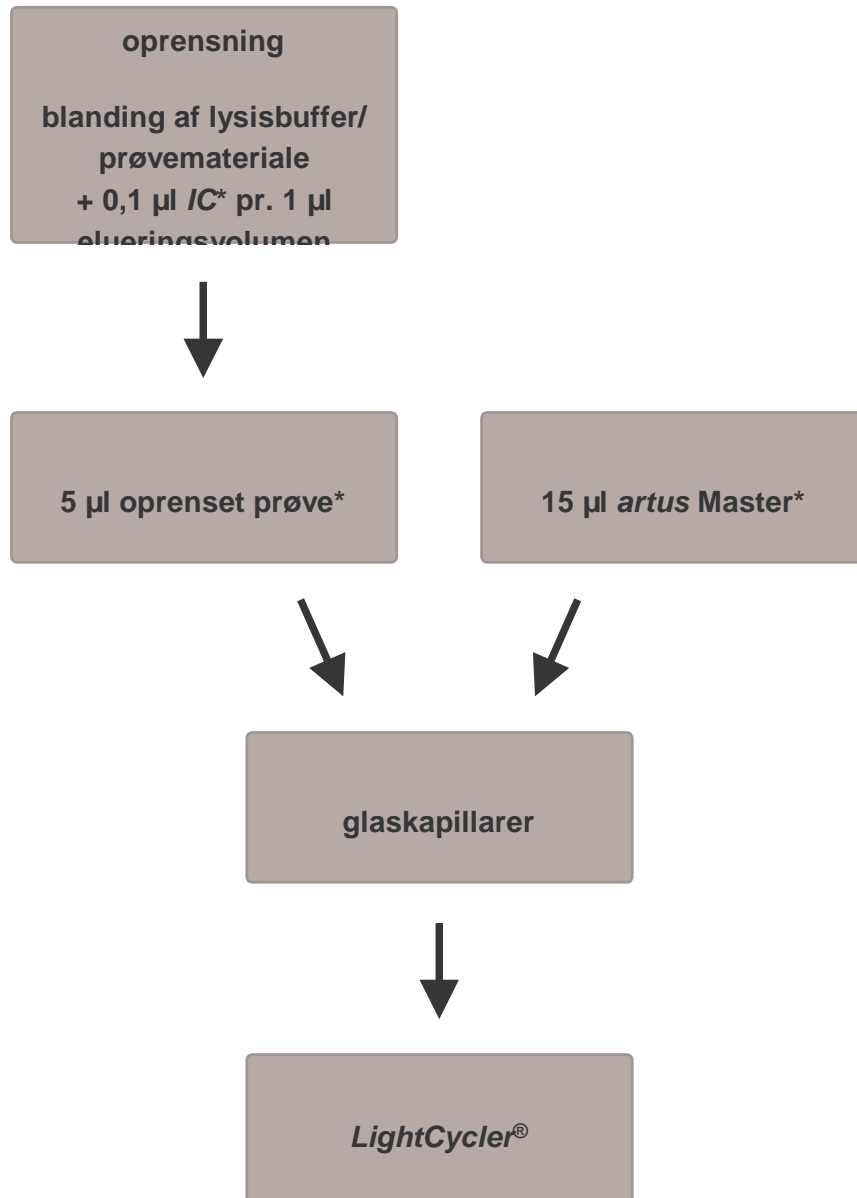 oprensning
blanding af lysisbuffer/
prøvemateriale
+ 0,1 µl IC* pr. 1 µl
elueringsvolumen
5 µl oprenset prøve*
15 µl artus Master*
glaskapillarer
LightCycler®